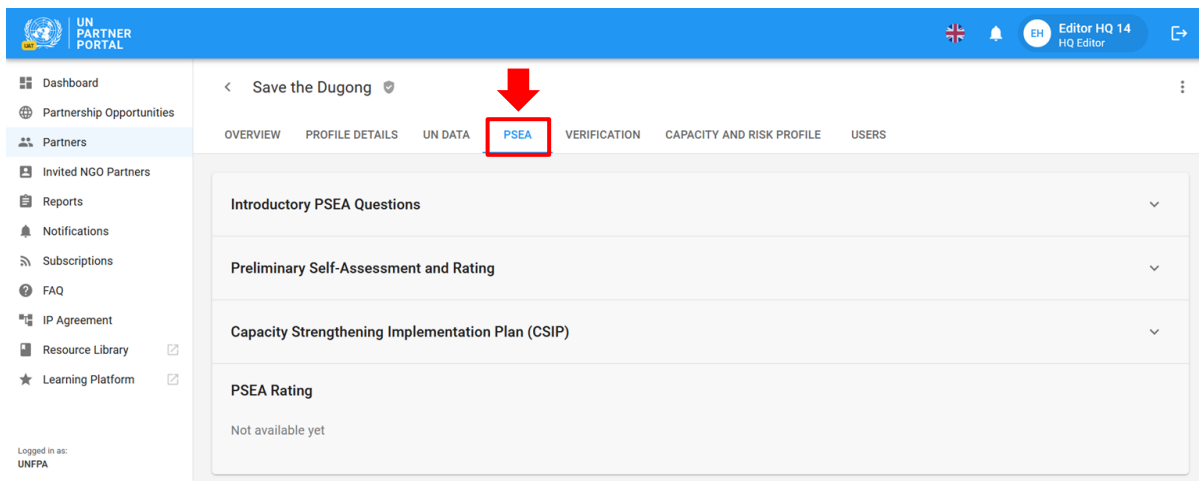 UN
PARTNER
PORTAL
UAT
EH
Editor HQ 14
HQ Editor
Dashboard
Partnership Opportunities
Partners
Invited NGO Partners
Reports
Notifications
Subscriptions
FAQ
IP Agreement
Resource Library
Learning Platform
Logged in as:
UNFPA
Save the Dugong
OVERVIEW PROFILE DETAILS UN DATA PSEA VERIFICATION CAPACITY AND RISK PROFILE USERS
Introductory PSEA Questions
Preliminary Self-Assessment and Rating
Capacity Strengthening Implementation Plan (CSIP)
PSEA Rating
Not available yet